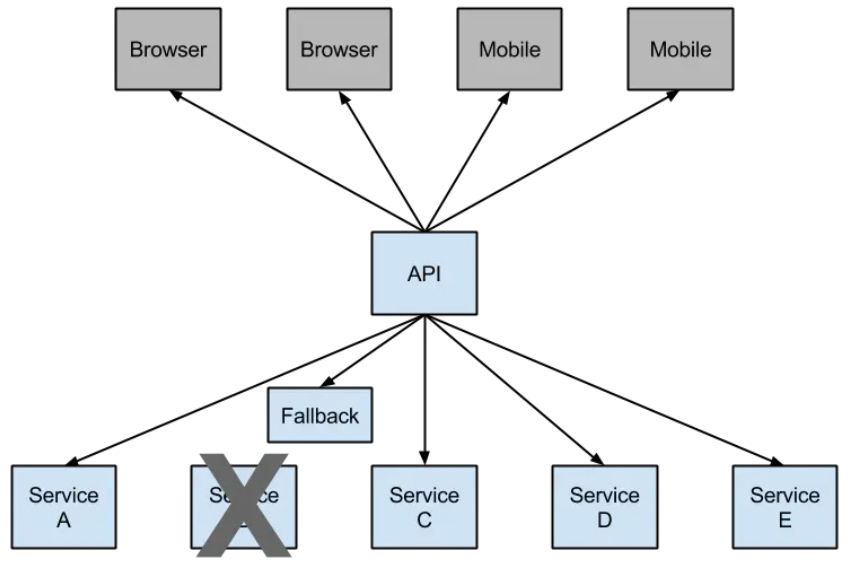 Browser
Browser
Mobile
Mobile
API
Fallback
Service
A
Service
C
Service
D
Service
E